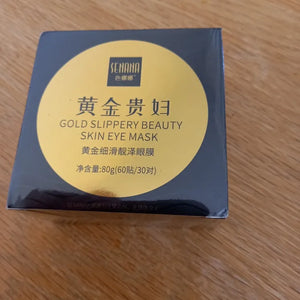 SENANA
色娜娜
黄金贵妇
GOLD SLIPPERY BEAUTY
SKIN EYE MASK
黄金细滑靓泽眼膜
净含量:80g(60贴/30对)